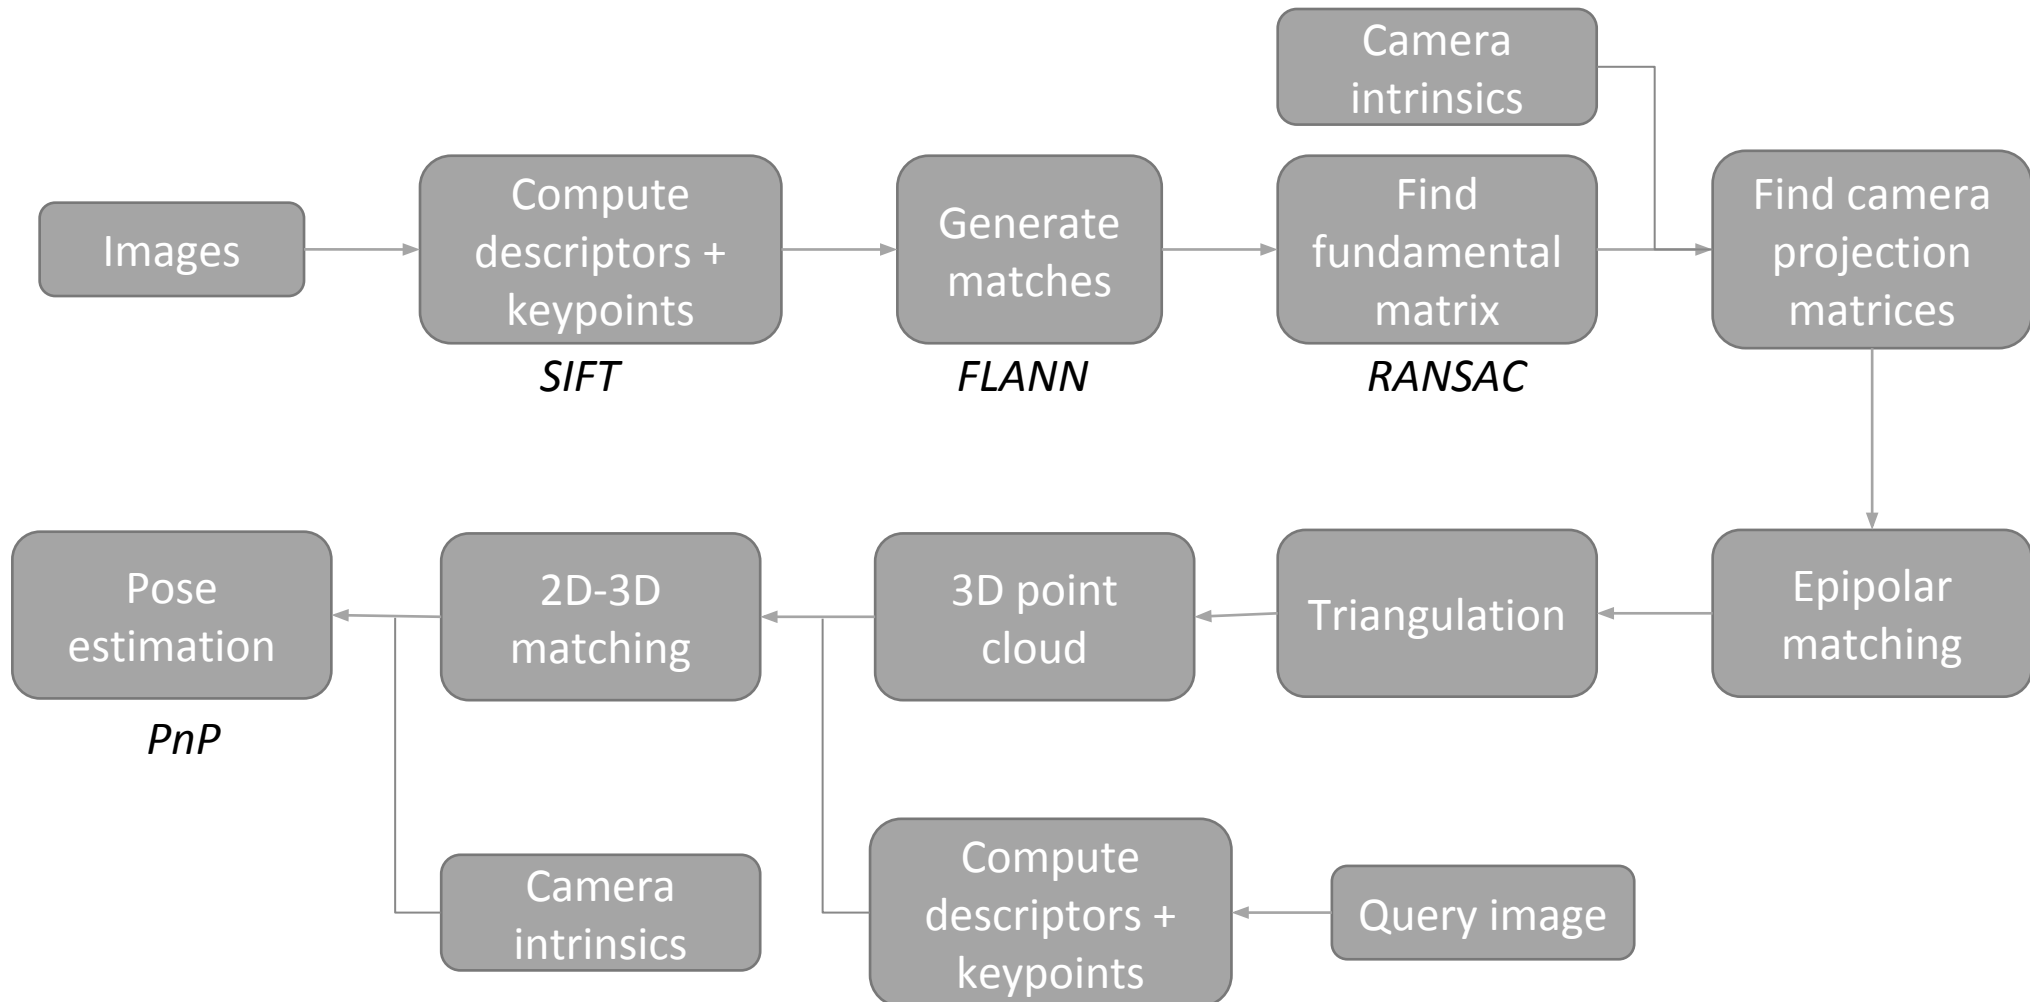 Camera
intrinsics
Images
Compute
descriptors +
keypoints
SIFT
Generate
matches
FLANN
Find
fundamental
matrix
RANSAC
Find camera
projection
matrices
Pose
estimation
PnP
2D-3D
matching
3D point
cloud
Triangulation
Epipolar
matching
Camera
intrinsics
Compute
descriptors +
keypoints
Query image